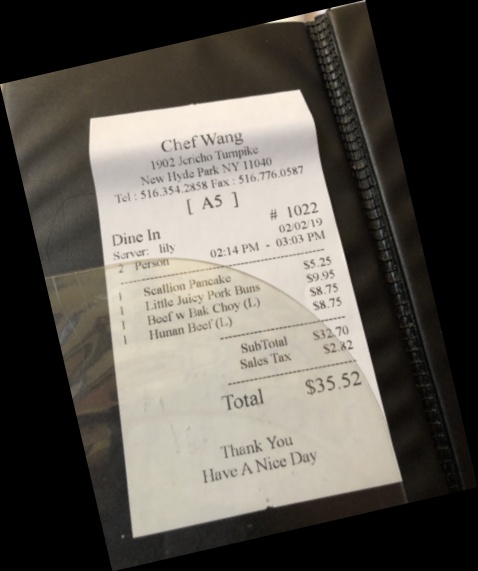 Chef Wang
1902 Jericho Turnpike
New Hyde Park NY 11040
Tel : 516.354.2858 Fax : 516.776.0587
[ A5 ]
Dine In # 1022
Server: lily 02/02/19
2 Person 02:14 PM - 03:03 PM
1 Scallion Pancake $5.25
1 Little Juicy Pork Buns $9.95
1 Beef w Bak Choy (L) $8.75
1 Hunan Beef (L) $8.75
SubTotal $32.70
Sales Tax $2.82
Total $35.52
Thank You
Have A Nice Day